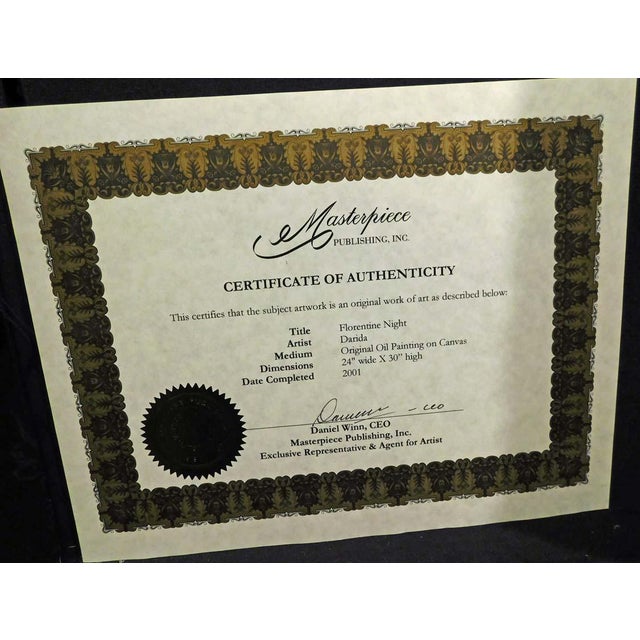 Masterpiece
PUBLISHING, INC.
CERTIFICATE OF AUTHENTICITY
This certifies that the subject artwork is an original work of art as described below:
Title Florentine Night
Artist Darida
Medium Original Oil Painting on Canvas
Dimensions 24" wide X 30” high
Date Completed 2001
- CEO
Daniel Winn, CEO
Masterpiece Publishing, Inc.
Exclusive Representative & Agent for Artist